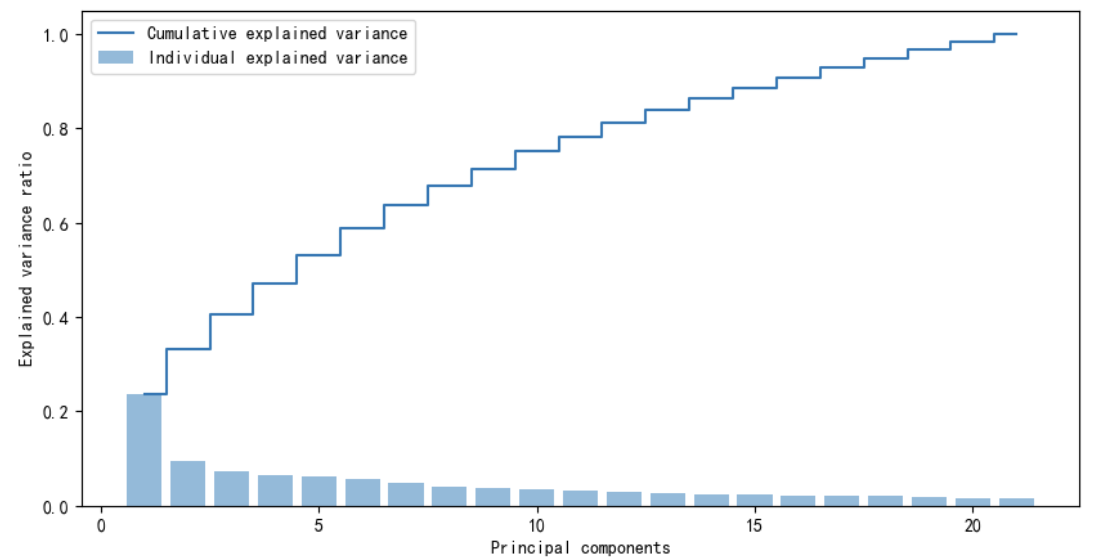 Cumulative explained variance
Individual explained variance
1.0
0.8
0.6
0.4
0.2
0.0
Explained variance ratio
0 5 10 15 20
Principal components